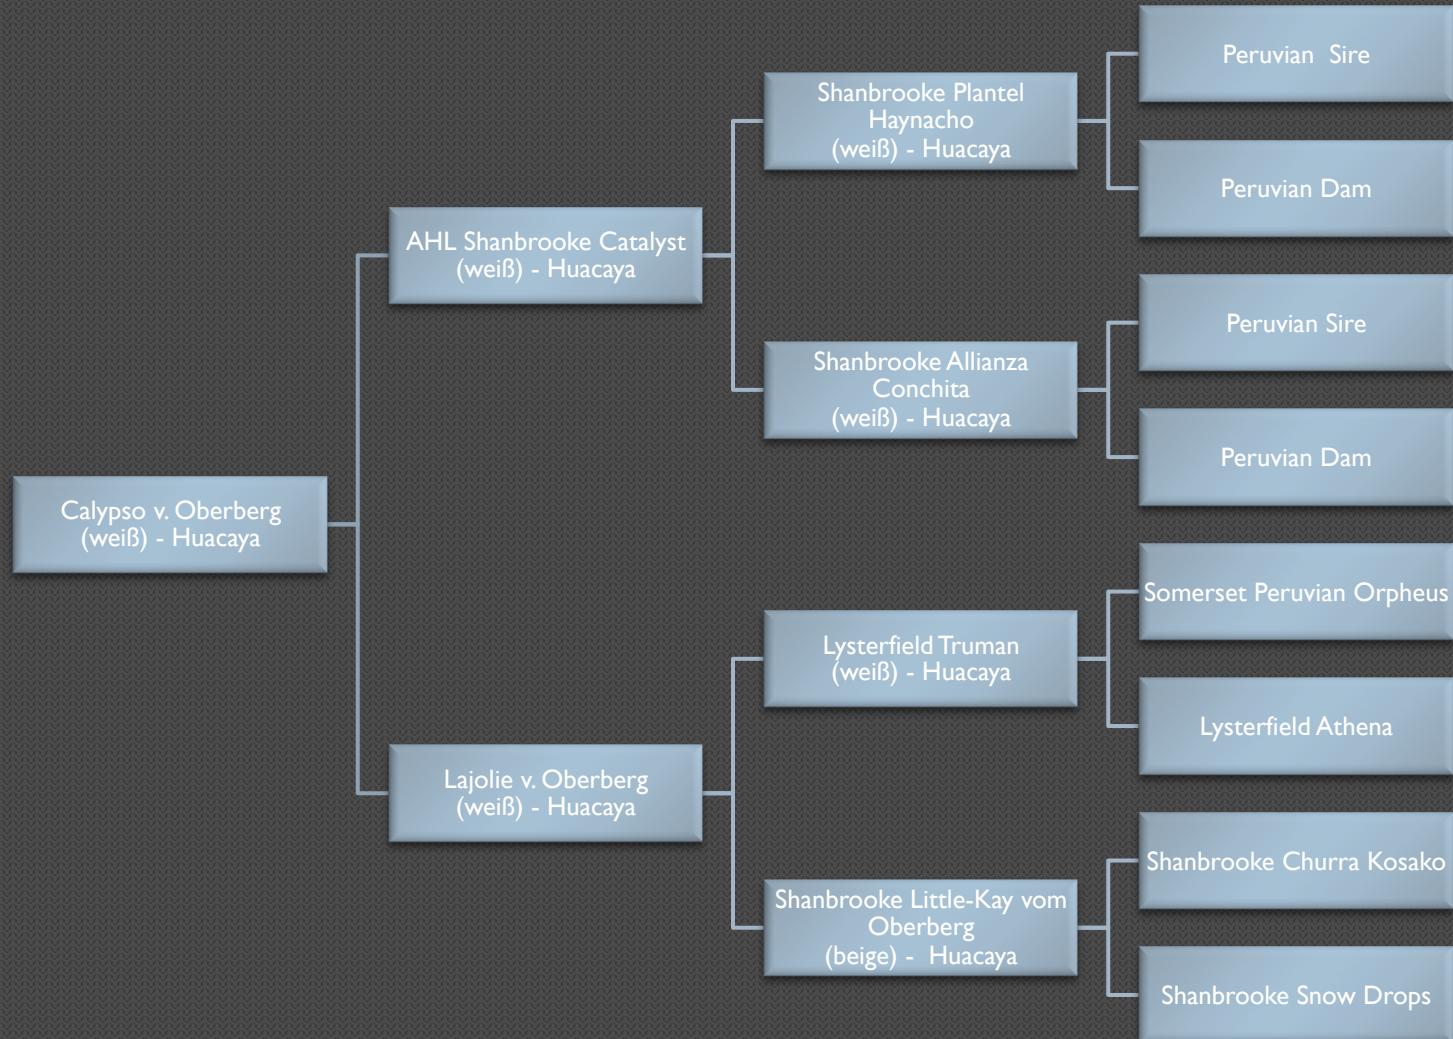 Calypso v. Oberberg
(weiß) - Huacaya
AHL Shanbrooke Catalyst
(weiß) - Huacaya
Shanbrooke Plantel
Haynacho
(weiß) - Huacaya
Peruvian  Sire
Peruvian Dam
Shanbrooke Allianza
Conchita
(weiß) - Huacaya
Peruvian Sire
Peruvian Dam
Lajolie v. Oberberg
(weiß) - Huacaya
Lysterfield Truman
(weiß) - Huacaya
Somerset Peruvian Orpheus
Lysterfield Athena
Shanbrooke Little-Kay vom
Oberberg
(beige) -  Huacaya
Shanbrooke Churra Kosako
Shanbrooke Snow Drops